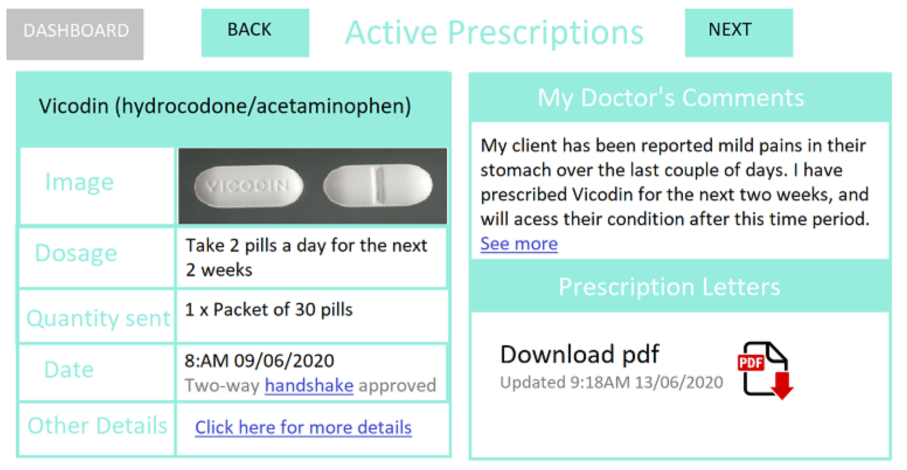 DASHBOARD
BACK
Active Prescriptions
NEXT
Vicodin (hydrocodone/acetaminophen)
Image
VICODIN
Dosage
Take 2 pills a day for the next
2 weeks
Quantity sent
1 x Packet of 30 pills
Date
8:AM 09/06/2020
Two-way handshake approved
Other Details
Click here for more details
My Doctor's Comments
My client has been reported mild pains in their
stomach over the last couple of days. I have
prescribed Vicodin for the next two weeks, and
will acess their condition after this time period.
See more
Prescription Letters
Download pdf
Updated 9:18AM 13/06/2020
PDF